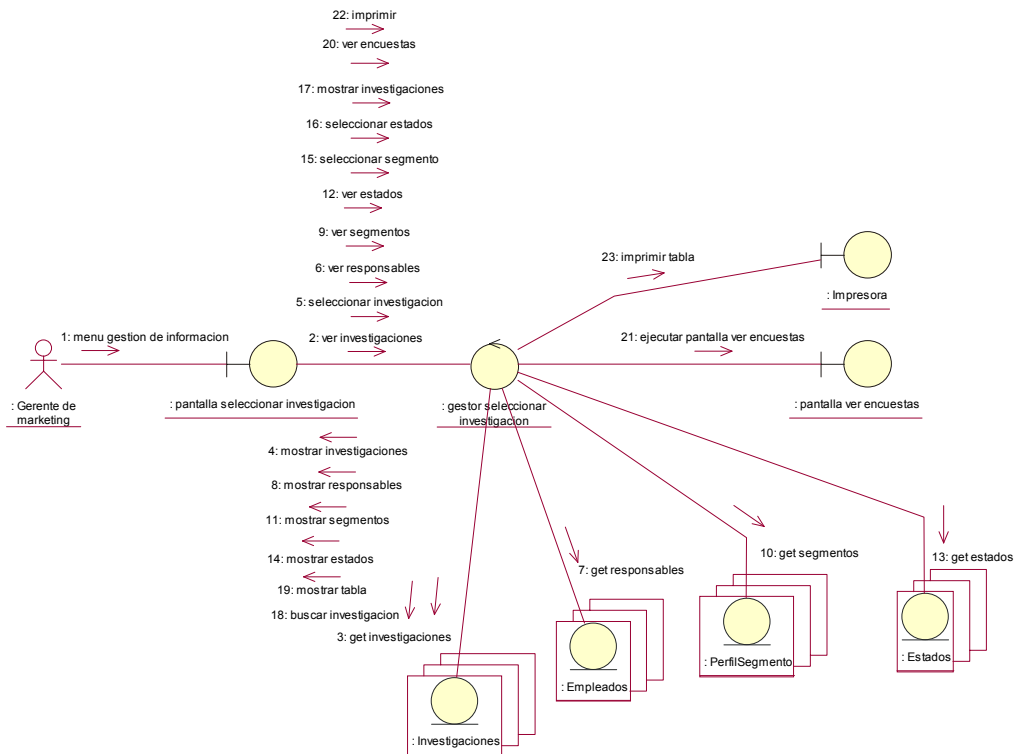 22: imprimir
20: ver encuestas
17: mostrar investigaciones
16: seleccionar estados
15: seleccionar segmento
12: ver estados
9: ver segmentos
6: ver responsables
5: seleccionar investigacion
2: ver investigaciones
1: menu gestion de informacion
23: imprimir tabla
: Impresora
21: ejecutar pantalla ver encuestas
: Gerente de
marketing
: pantalla seleccionar investigacion
: gestor seleccionar
investigacion
: pantalla ver encuestas
4: mostrar investigaciones
8: mostrar responsables
11: mostrar segmentos
14: mostrar estados
19: mostrar tabla
18: buscar investigacion
3: get investigaciones
7: get responsables
10: get segmentos
13: get estados
: Investigaciones
: Empleados
: PerfilSegmento
: Estados